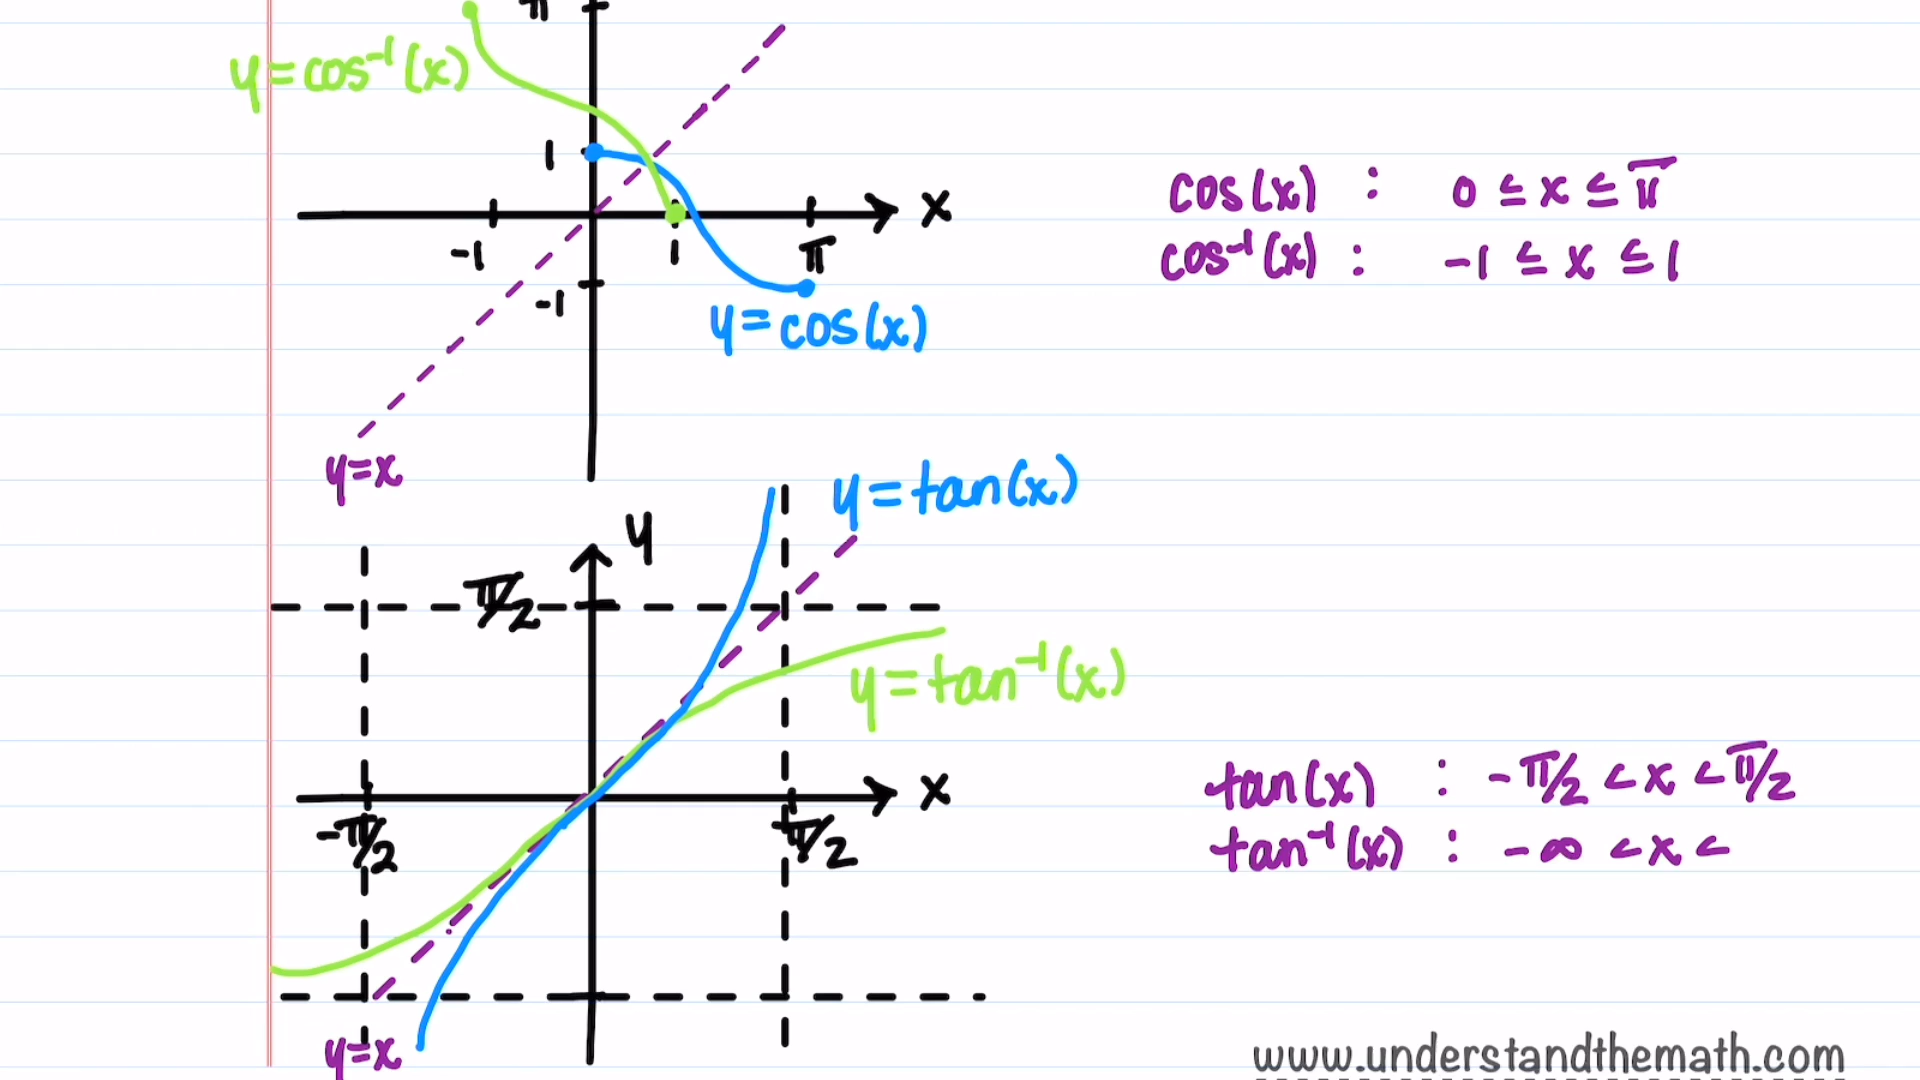 π
y=cos⁻¹(x)
1
x
-1
1
π
-1
y=cos(x)
y=x
cos(x) : 0 ≤ x ≤ π
cos⁻¹(x) : -1 ≤ x ≤ 1
y=tan(x)
y
π/2
y=tan⁻¹(x)
x
-π/2
π/2
y=x
tan(x) : -π/2 < x < π/2
tan⁻¹(x) : -∞ < x <
www.understandthemath.com